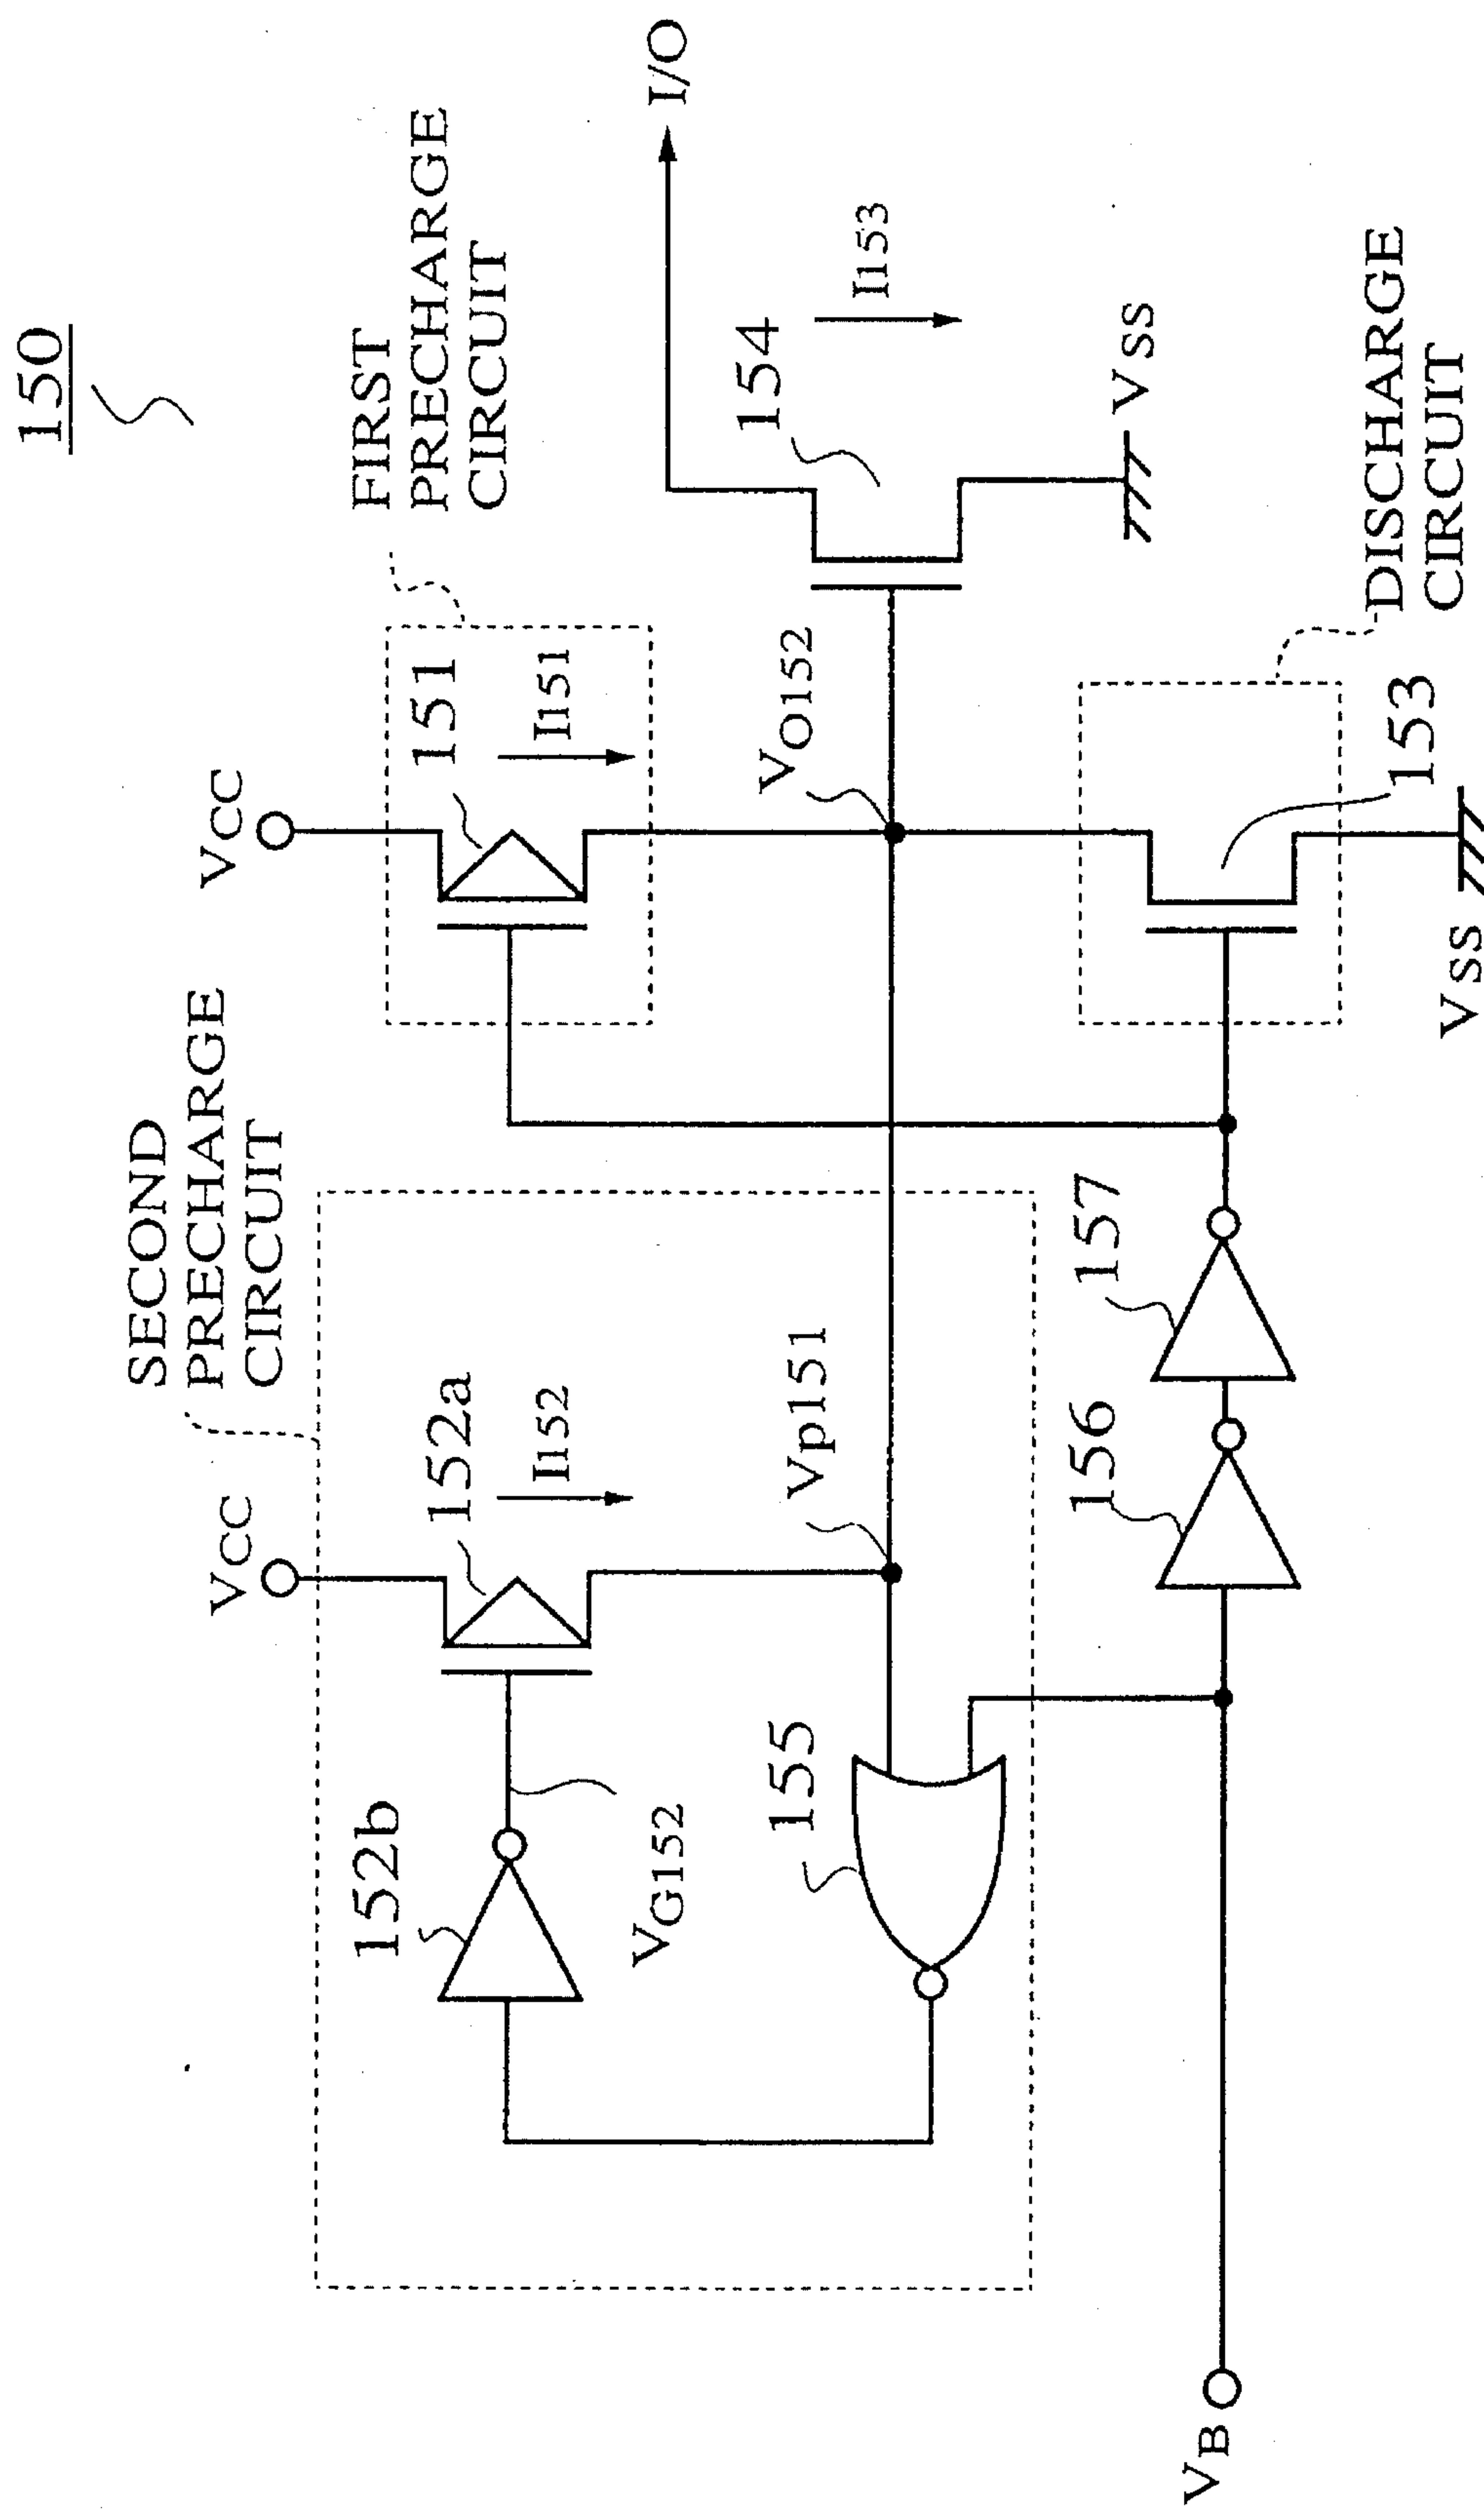 150
SECOND
PRECHARGE
CIRCUIT
FIRST
PRECHARGE
CIRCUIT
VCC
VCC
I/O
152b
152a
I152
151
I151
VG152
155
Vp151
VO152
154
I153
156
157
VB
VSS
153
VSS
DISCHARGE
CIRCUIT